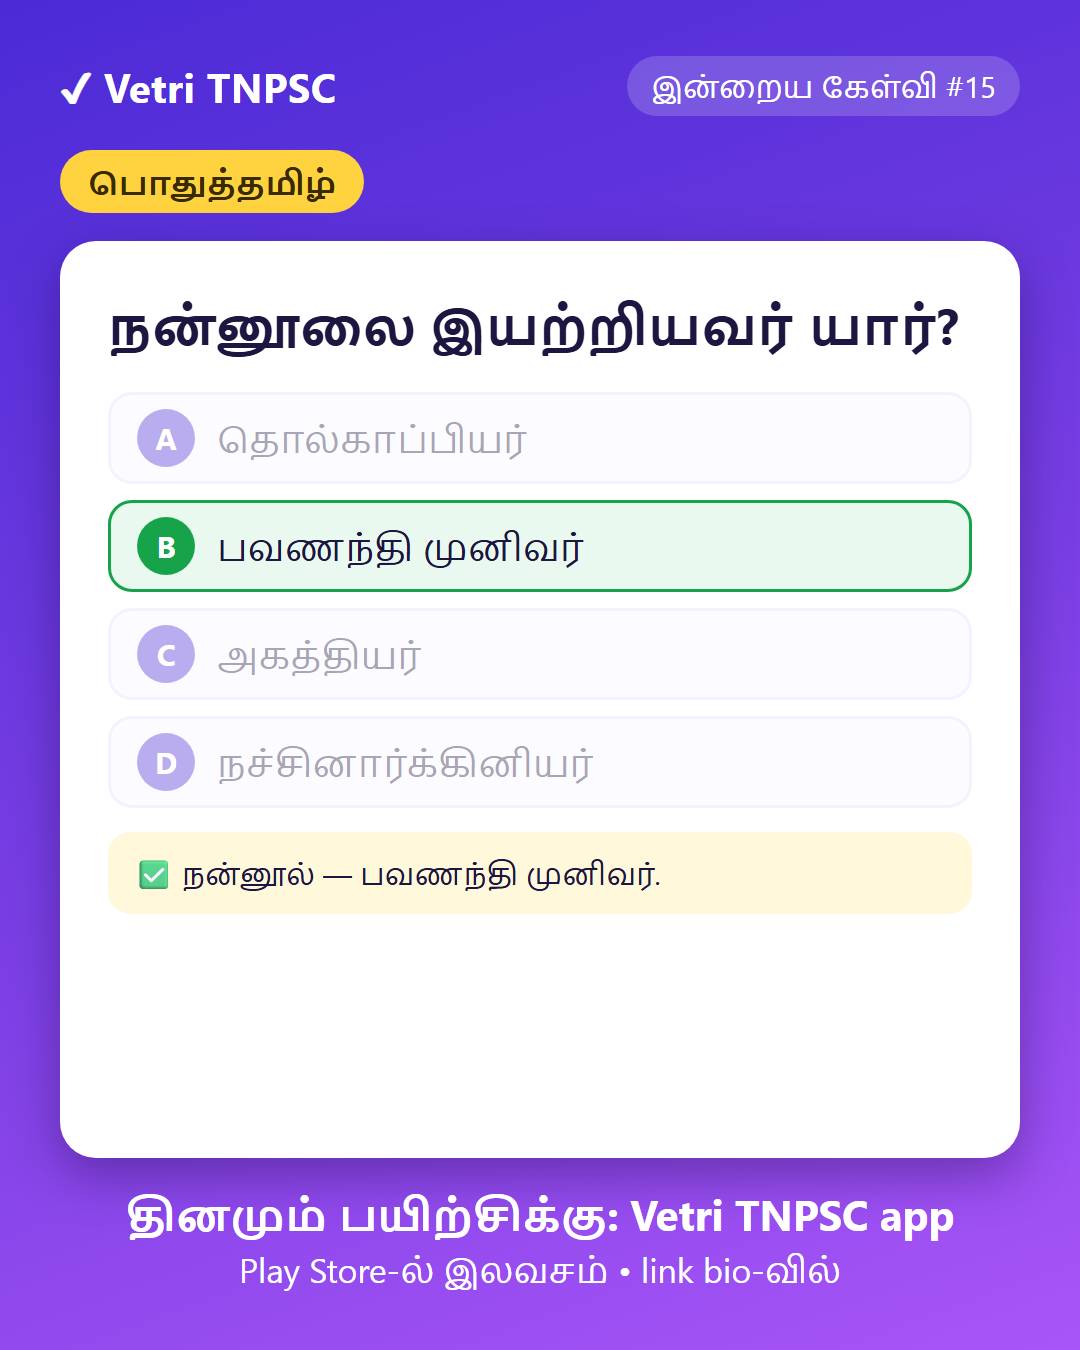 ✓ Vetri TNPSC
இன்றைய கேள்வி #15
பொதுத்தமிழ்
நன்னூலை இயற்றியவர் யார்?
A தொல்காப்பியர்
B பவணந்தி முனிவர்
C அகத்தியர்
D நச்சினார்க்கினியர்
✅ நன்னூல் — பவணந்தி முனிவர்.
தினமும் பயிற்சிக்கு: Vetri TNPSC app
Play Store-ல் இலவசம் • link bio-வில்